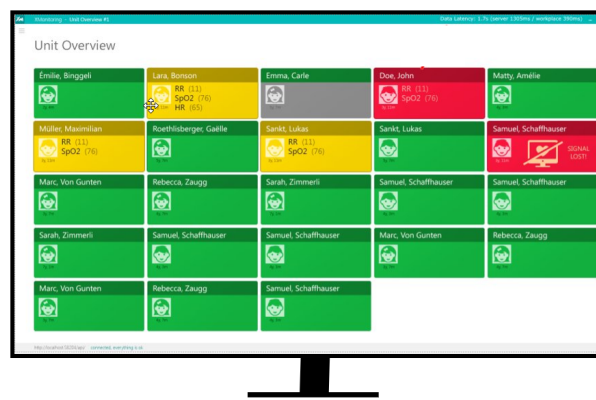 XMonitoring - Unit Overview #1
Data Latency: 1.7s (server 1305ms / workplace 390ms)
Unit Overview
Émilie, Binggeli
Lara, Bonson
RR (11)
SpO2 (76)
HR (65)
Emma, Carle
Doe, John
RR (11)
SpO2 (76)
Matty, Amélie
Müller, Maximilian
RR (11)
SpO2 (76)
Roethlisberger, Gaëlle
Sankt, Lukas
RR (11)
SpO2 (76)
Sankt, Lukas
Samuel, Schaffhauser
SIGNAL
LOST!
Marc, Von Gunten
Rebecca, Zaugg
Sarah, Zimmerli
Samuel, Schaffhauser
Samuel, Schaffhauser
Sarah, Zimmerli
Samuel, Schaffhauser
Samuel, Schaffhauser
Marc, Von Gunten
Rebecca, Zaugg
Marc, Von Gunten
Rebecca, Zaugg
Samuel, Schaffhauser
connected, everything is ok